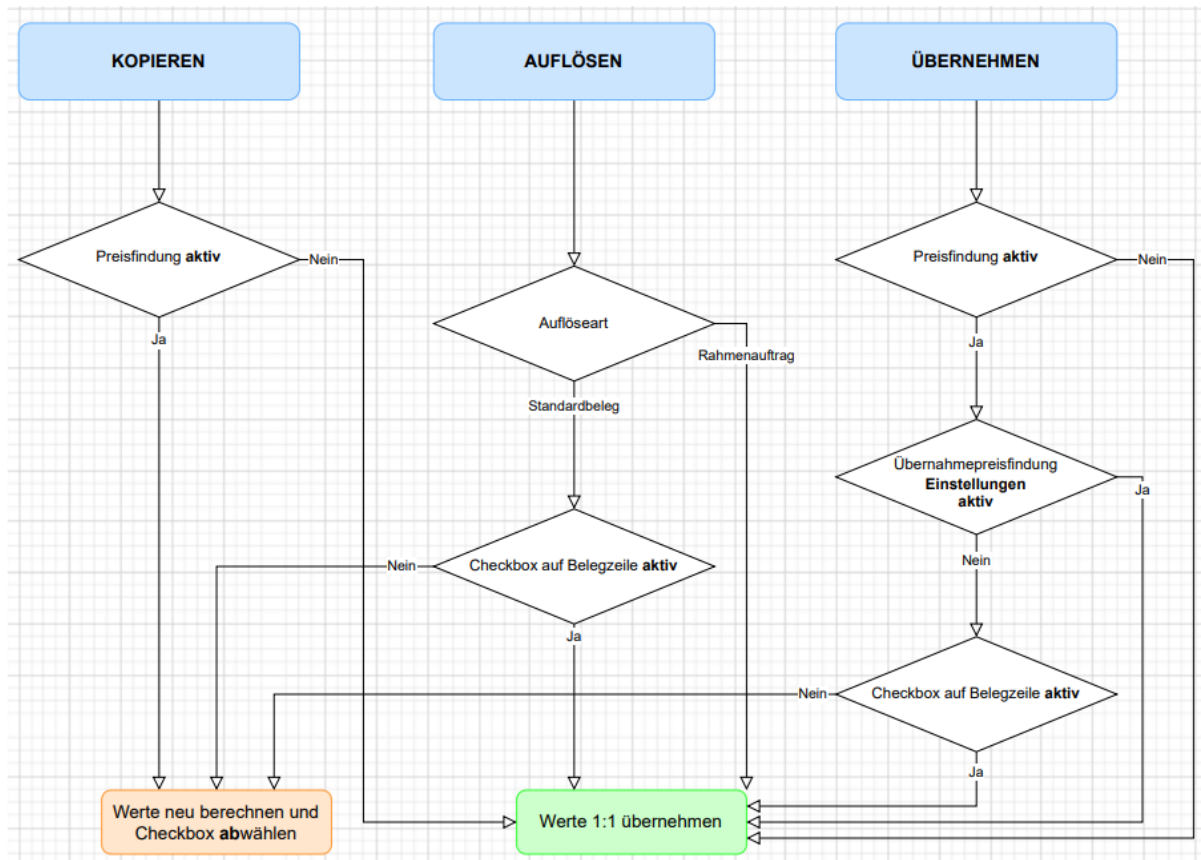 KOPIEREN
AUFLÖSEN
ÜBERNEHMEN
Preisfindung aktiv
Nein
Preisfindung aktiv
Nein
Auflöseart
Ja
Ja
Rahmenauftrag
Standardbeleg
Übernahmepreisfindung
Einstellungen
aktiv
Ja
Nein
Checkbox auf Belegzeile aktiv
Nein
Ja
Nein
Checkbox auf Belegzeile aktiv
Ja
Werte neu berechnen und
Checkbox abwählen
Werte 1:1 übernehmen